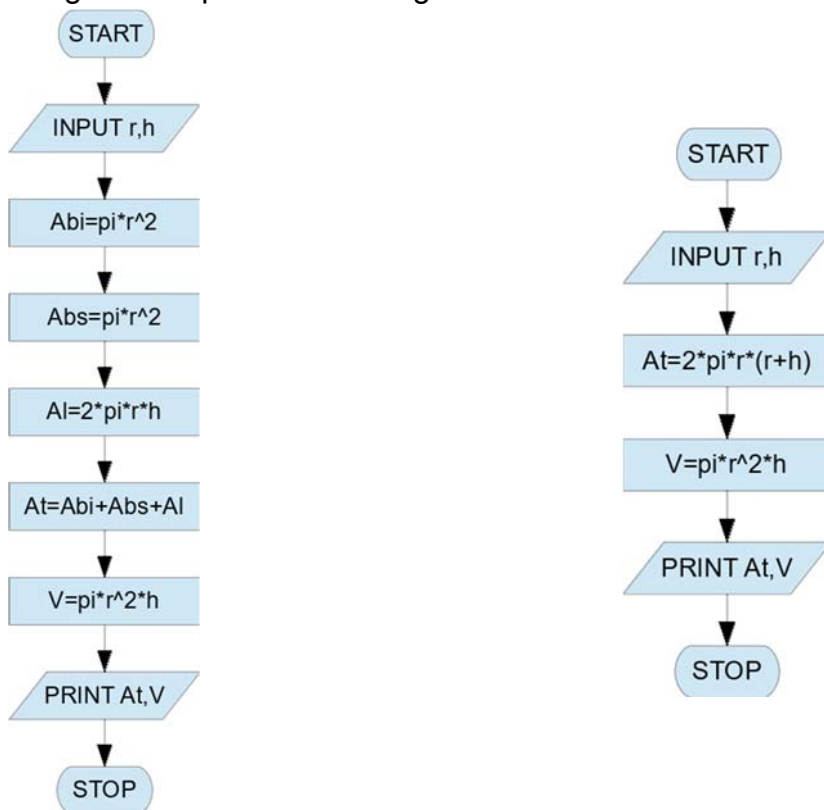 START
INPUT r,h
Abi=pi*r^2
Abs=pi*r^2
Al=2*pi*r*h
At=Abi+Abs+Al
V=pi*r^2*h
PRINT At,V
STOP
START
INPUT r,h
At=2*pi*r*(r+h)
V=pi*r^2*h
PRINT At,V
STOP